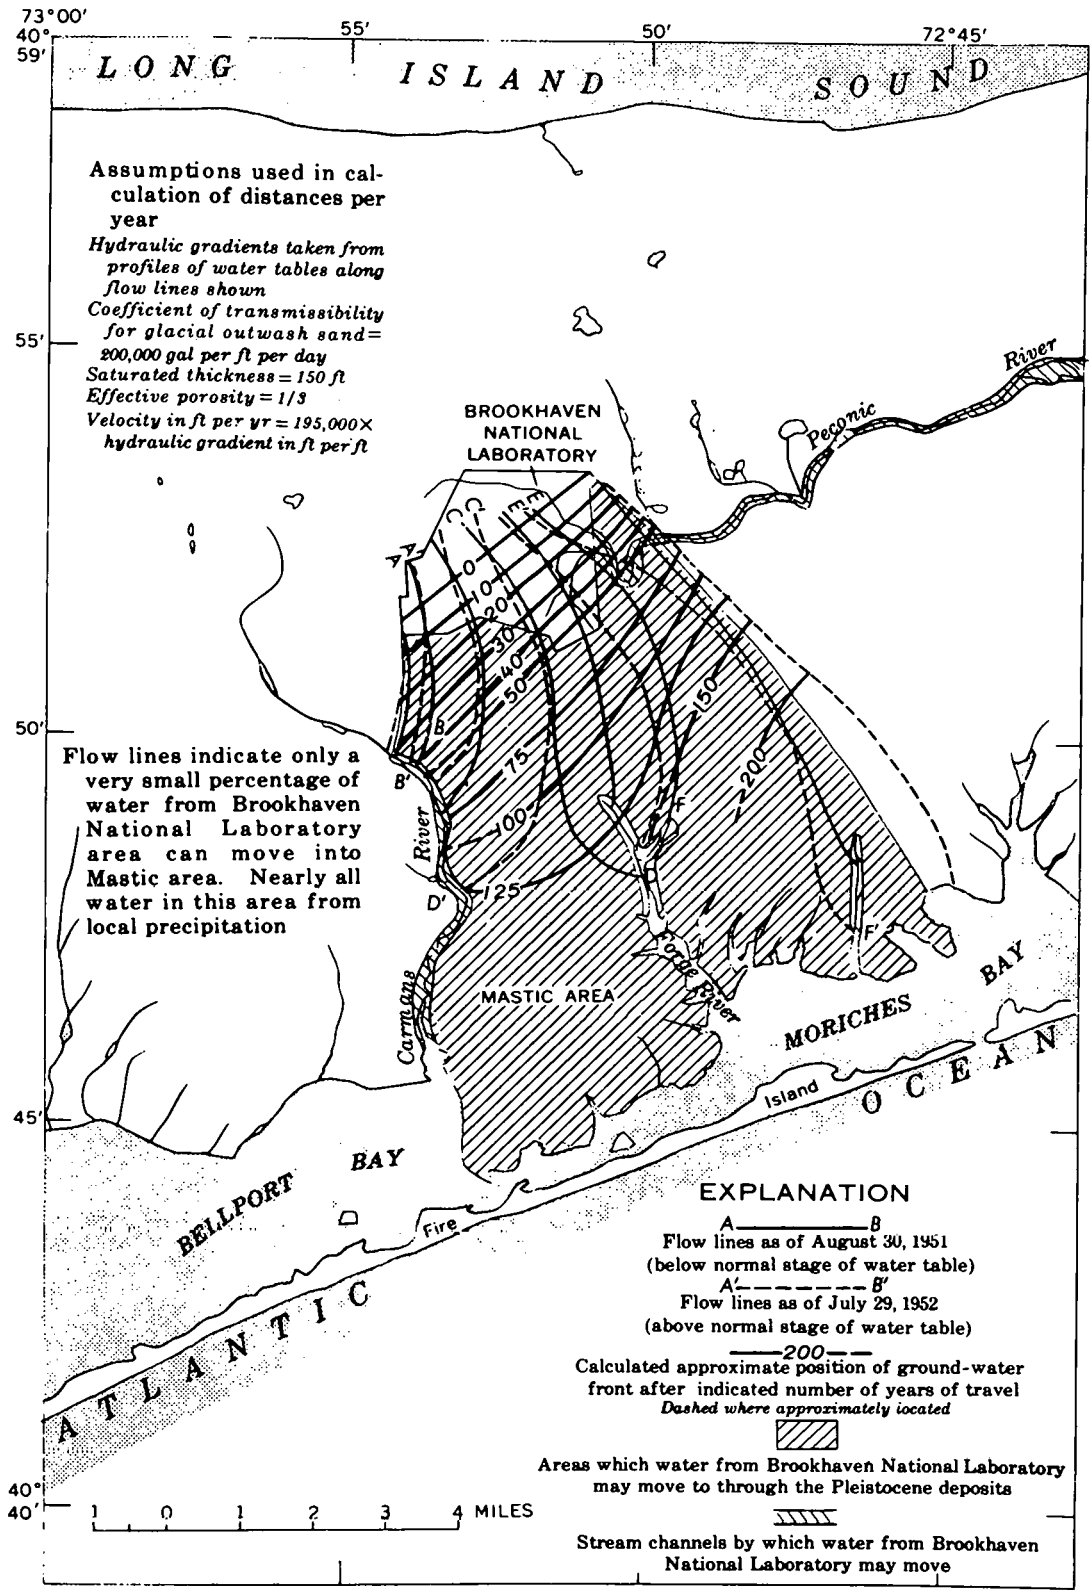 73°00'
55'
50'
72°45'
40°
59'
LONG ISLAND SOUND
Assumptions used in cal-
culation of distances per
year
Hydraulic gradients taken from
profiles of water tables along
flow lines shown
Coefficient of transmissibility
for glacial outwash sand=
200,000 gal per ft per day
Saturated thickness = 150 ft
Effective porosity = 1/3
Velocity in ft per yr = 195,000×
hydraulic gradient in ft per ft
55'
River
Peconic
BROOKHAVEN
NATIONAL
LABORATORY
A
A'
C
C'
E
E'
0
10
20
30
40
50
75
100
125
150
200
50'
B
B'
Flow lines indicate only a
very small percentage of
water from Brookhaven
National Laboratory
area can move into
Mastic area. Nearly all
water in this area from
local precipitation
River
D'
D
F
F'
Carmans
Forge River
MASTIC AREA
MORICHES BAY
45'
Island
OCEAN
BELLPORT BAY
Fire
ATLANTIC
EXPLANATION
A B
Flow lines as of August 30, 1951
(below normal stage of water table)
A' B'
Flow lines as of July 29, 1952
(above normal stage of water table)
200
Calculated approximate position of ground-water
front after indicated number of years of travel
Dashed where approximately located
Areas which water from Brookhaven National Laboratory
may move to through the Pleistocene deposits
Stream channels by which water from Brookhaven
National Laboratory may move
40°
40'
1 0 1 2 3 4 MILES